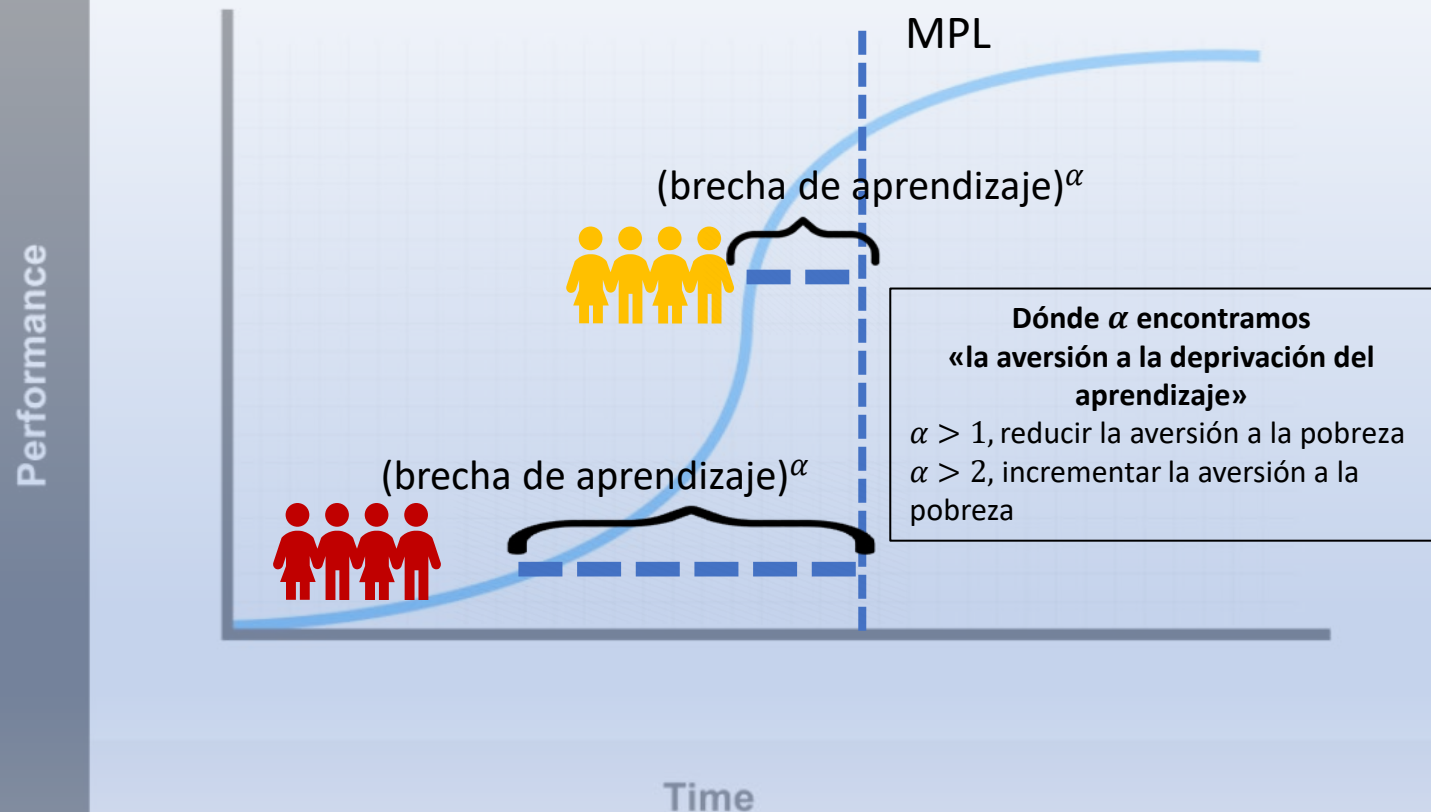 MPL
(brecha de aprendizaje)^α
(brecha de aprendizaje)^α
Dónde α encontramos
«la aversión a la deprivación del
aprendizaje»
α > 1, reducir la aversión a la pobreza
α > 2, incrementar la aversión a la
pobreza
Performance
Time